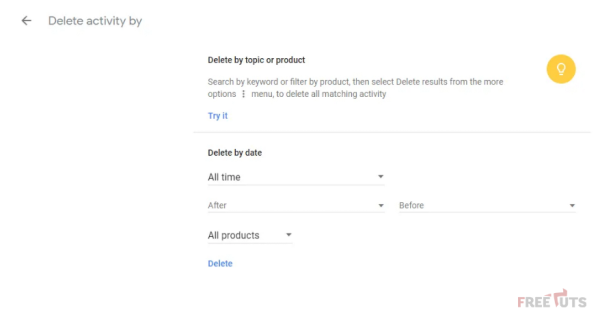 Delete activity by
Delete by topic or product
Search by keyword or filter by product, then select Delete results from the more
options ⋮ menu, to delete all matching activity
Try it
Delete by date
All time
After
Before
All products
Delete
FREETUTS